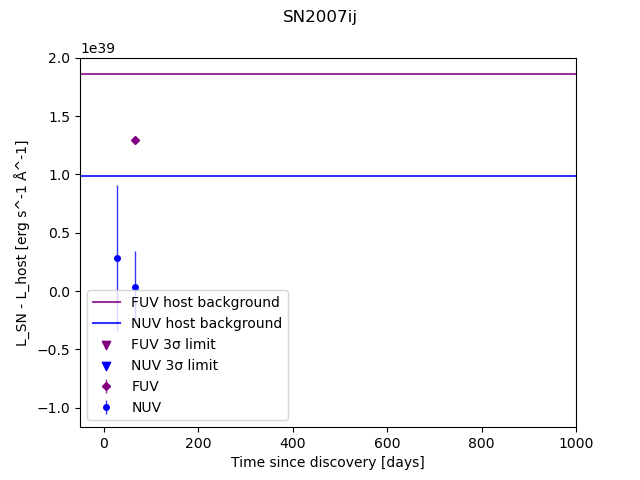 SN2007ij
1e39
2.0
1.5
1.0
0.5
0.0
−0.5
−1.0
L_SN - L_host [erg s^-1 Å^-1]
FUV host background
NUV host background
FUV 3σ limit
NUV 3σ limit
FUV
NUV
0 200 400 600 800 1000
Time since discovery [days]